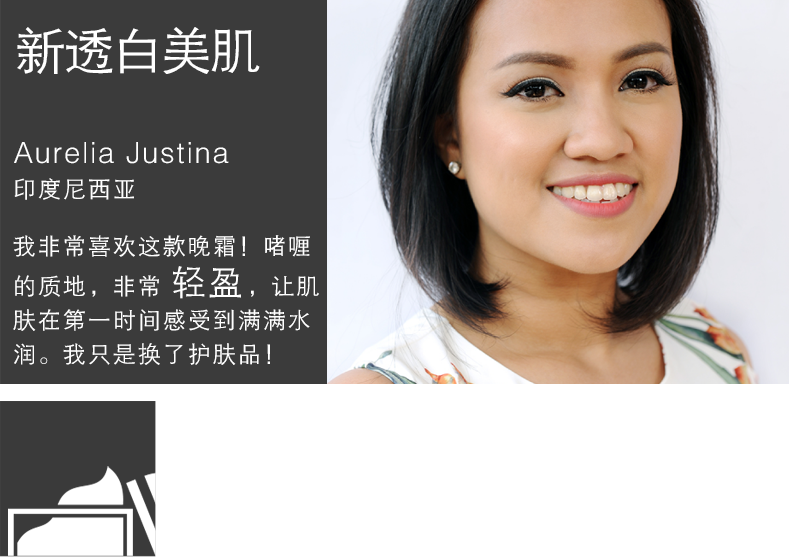 新透白美肌
Aurelia Justina
印度尼西亚
我非常喜欢这款晚霜！啫喱
的质地，非常 轻盈，让肌
肤在第一时间感受到满满水
润。我只是换了护肤品！